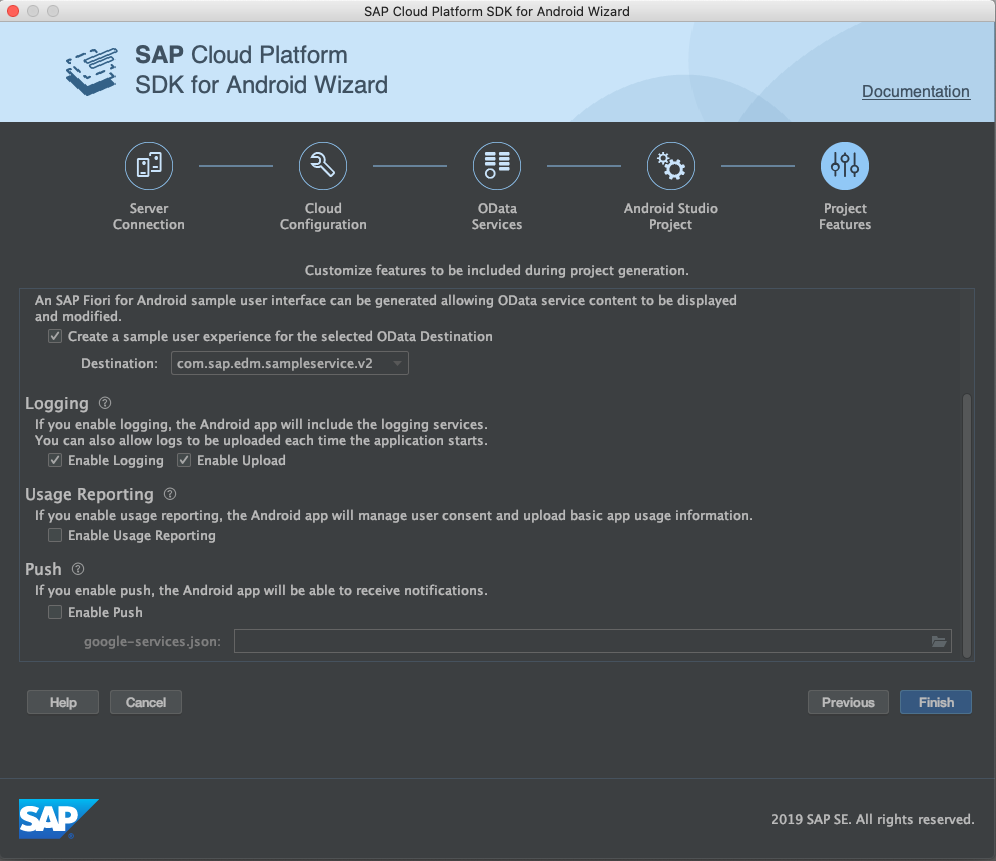 SAP Cloud Platform SDK for Android Wizard
SAP Cloud Platform
SDK for Android Wizard
Documentation
Server
Connection
Cloud
Configuration
OData
Services
Android Studio
Project
Project
Features
Customize features to be included during project generation.
An SAP Fiori for Android sample user interface can be generated allowing OData service content to be displayed
and modified.
Create a sample user experience for the selected OData Destination
Destination: com.sap.edm.sampleservice.v2
Logging ?
If you enable logging, the Android app will include the logging services.
You can also allow logs to be uploaded each time the application starts.
Enable Logging Enable Upload
Usage Reporting ?
If you enable usage reporting, the Android app will manage user consent and upload basic app usage information.
Enable Usage Reporting
Push ?
If you enable push, the Android app will be able to receive notifications.
Enable Push
google-services.json:
Help Cancel Previous Finish
SAP
2019 SAP SE. All rights reserved.